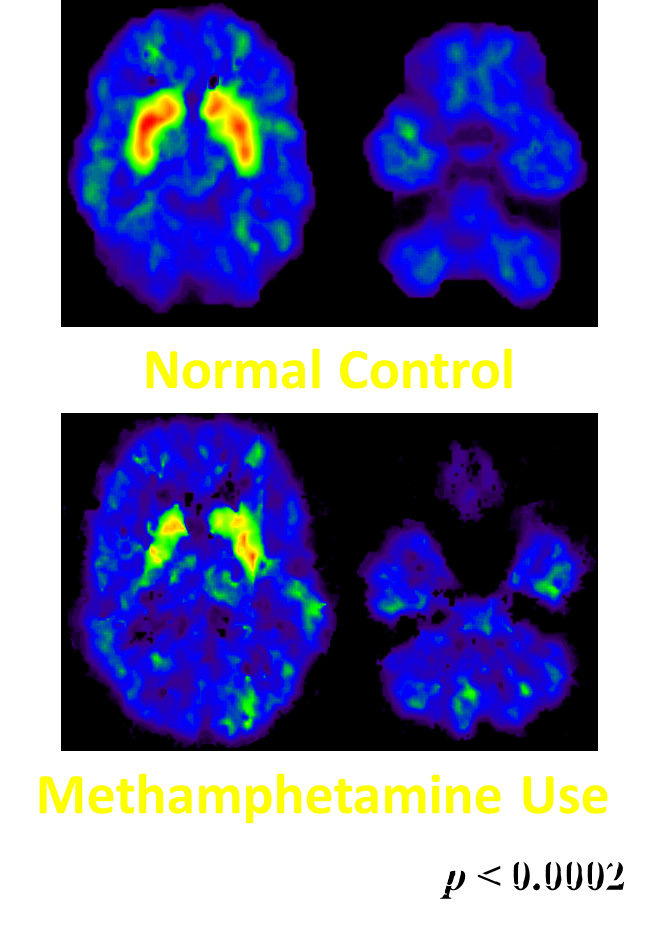 Normal Control
Methamphetamine Use
p < 0.0002